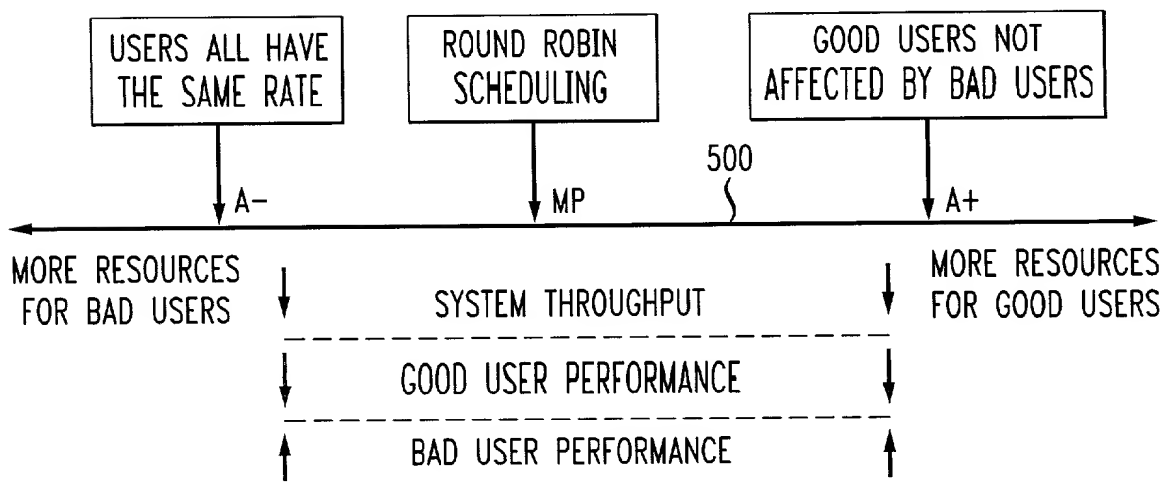 USERS ALL HAVE
THE SAME RATE
ROUND ROBIN
SCHEDULING
GOOD USERS NOT
AFFECTED BY BAD USERS
500
A-
MP
A+
MORE RESOURCES
FOR BAD USERS
MORE RESOURCES
FOR GOOD USERS
SYSTEM THROUGHPUT
GOOD USER PERFORMANCE
BAD USER PERFORMANCE